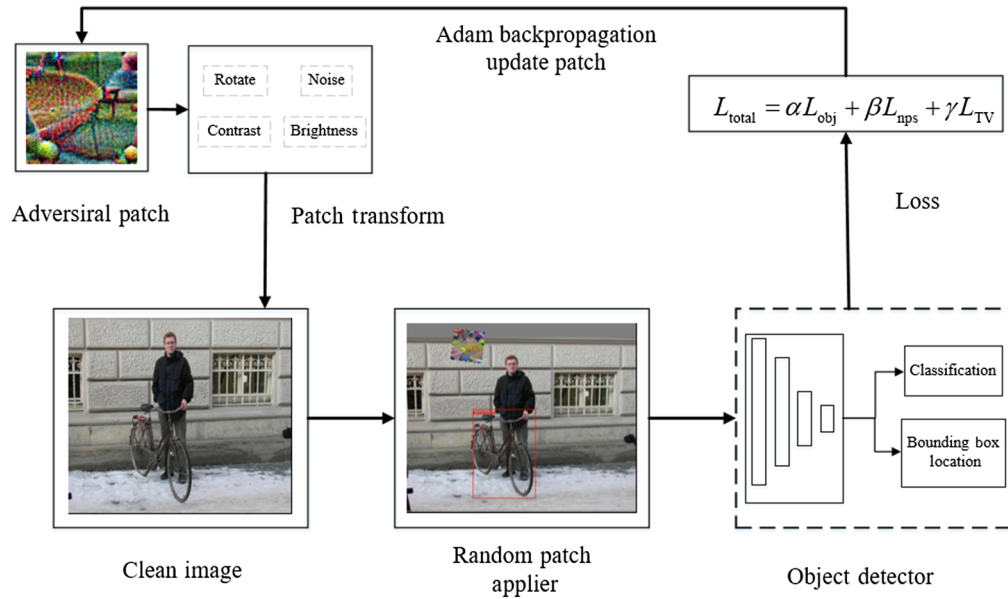 Adam backpropagation
update patch
Rotate
Noise
Contrast
Brightness
L_total = αL_obj + βL_nps + γL_TV
Adversiral patch
Patch transform
Loss
Classification
Bounding box
location
Clean image
Random patch
applier
Object detector